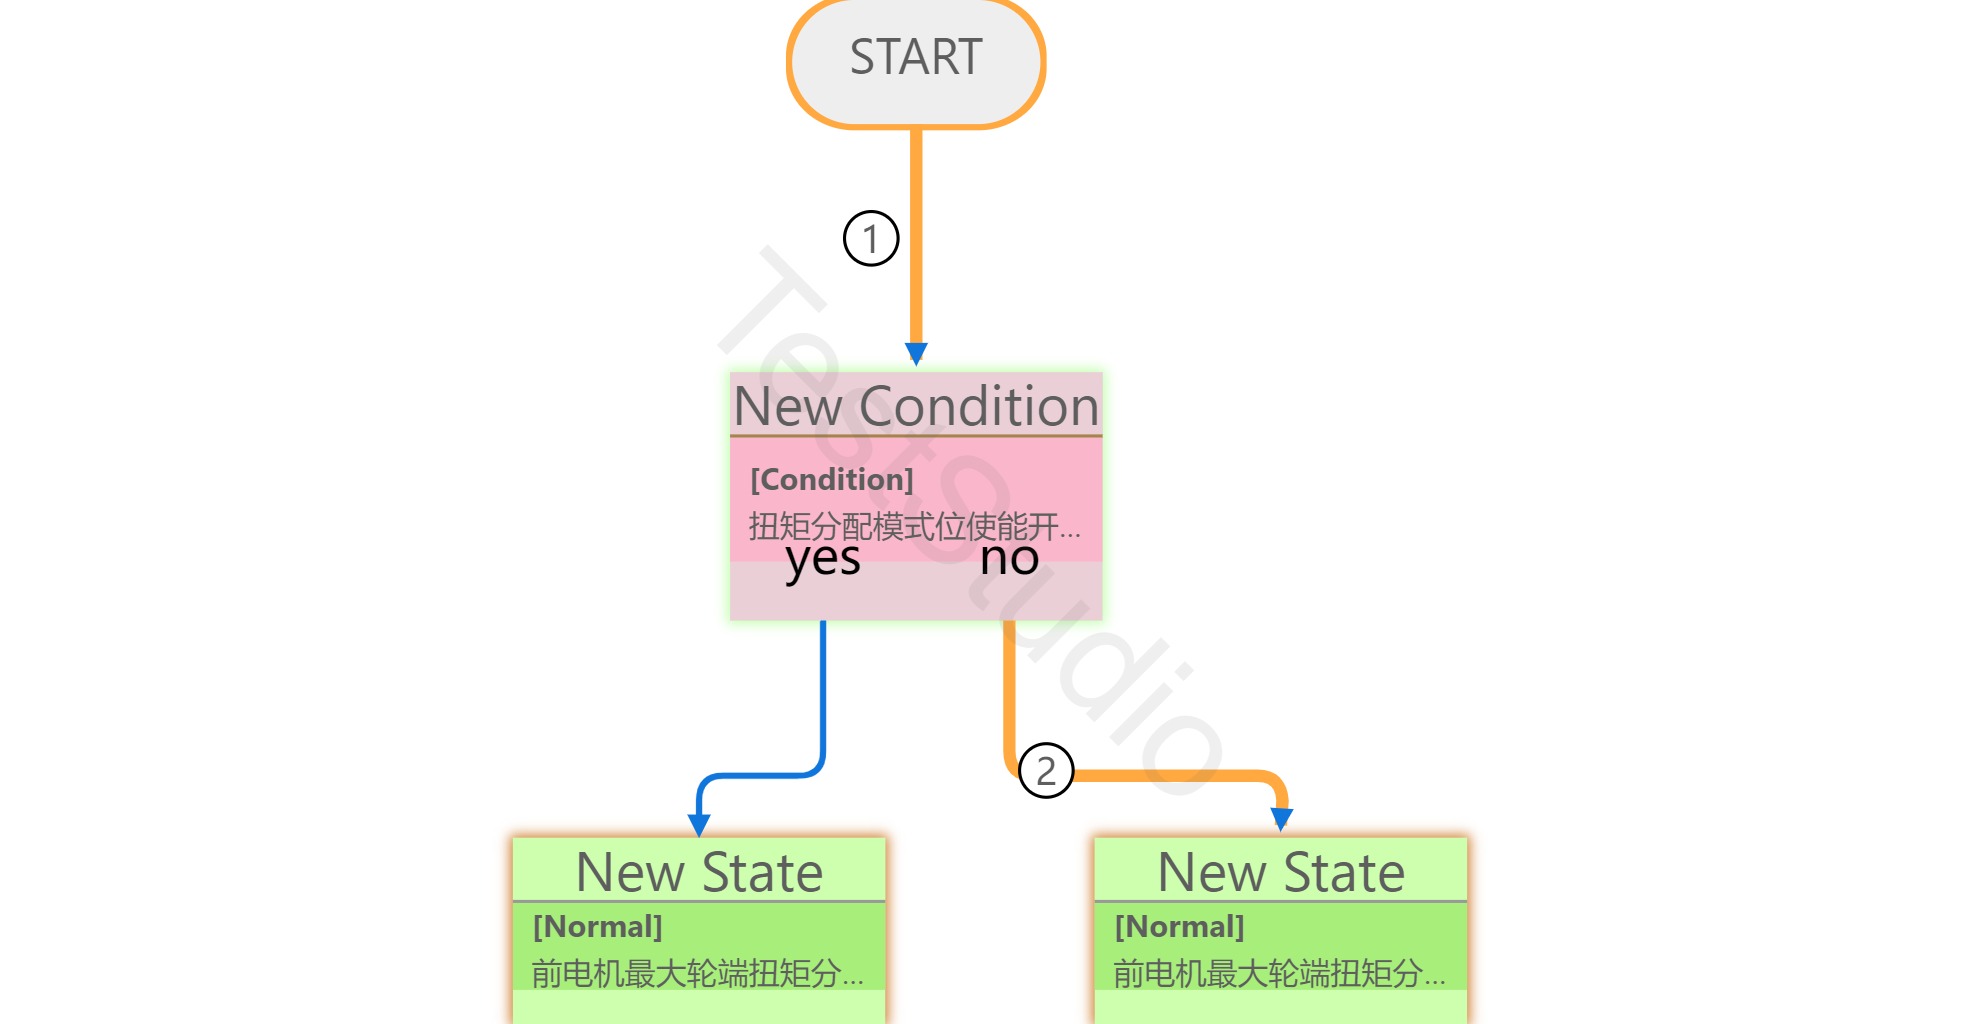 START
1
TestStudio
New Condition
[Condition]
扭矩分配模式位使能开...
yes
no
2
New State
[Normal]
前电机最大轮端扭矩分...
New State
[Normal]
前电机最大轮端扭矩分...